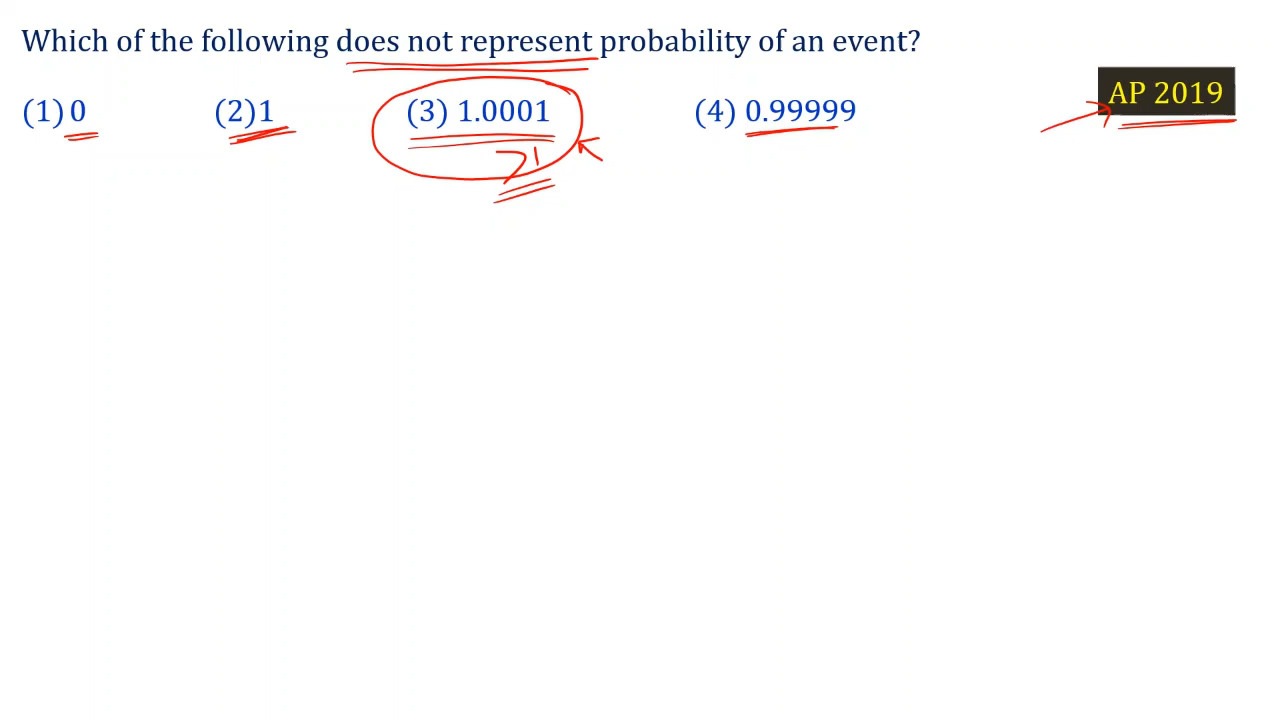 Which of the following does not represent probability of an event?
(1) 0 (2) 1 (3) 1.0001 (4) 0.99999
AP 2019
>1